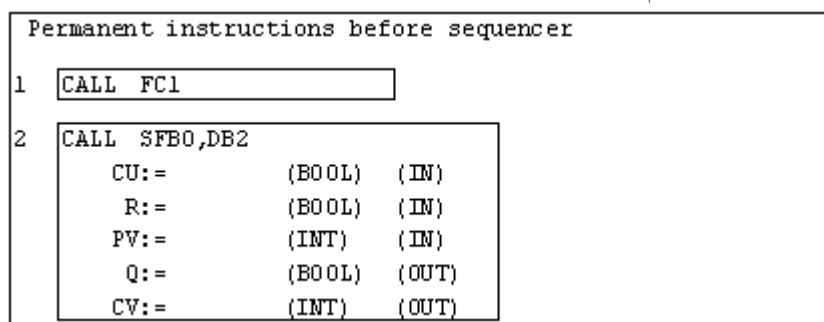 Permanent instructions before sequencer
1 CALL FC1
2 CALL SFB0,DB2
CU:= (BOOL) (IN)
R:= (BOOL) (IN)
PV:= (INT) (IN)
Q:= (BOOL) (OUT)
CV:= (INT) (OUT)